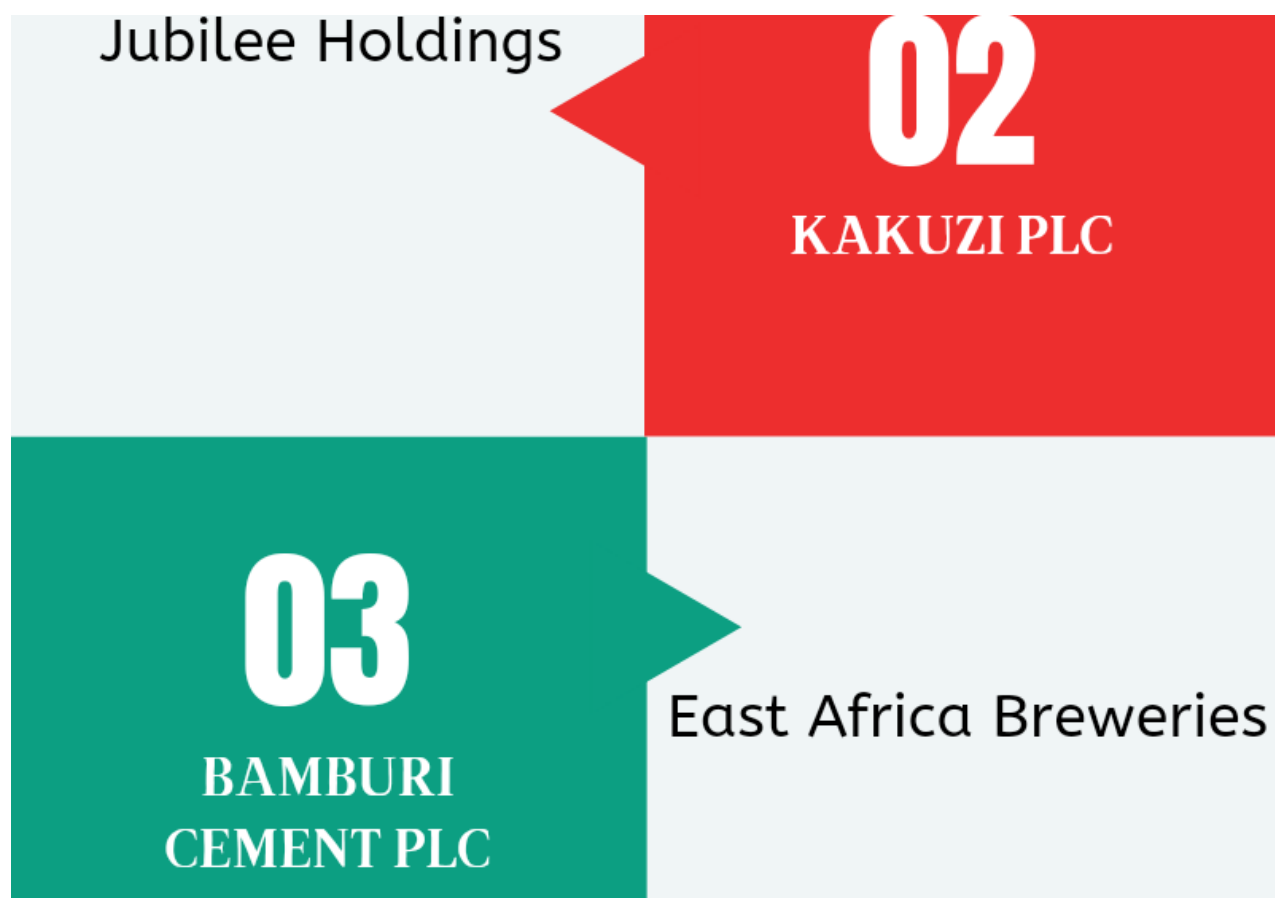 Jubilee Holdings
02
KAKUZI PLC
03
BAMBURI
CEMENT PLC
East Africa Breweries